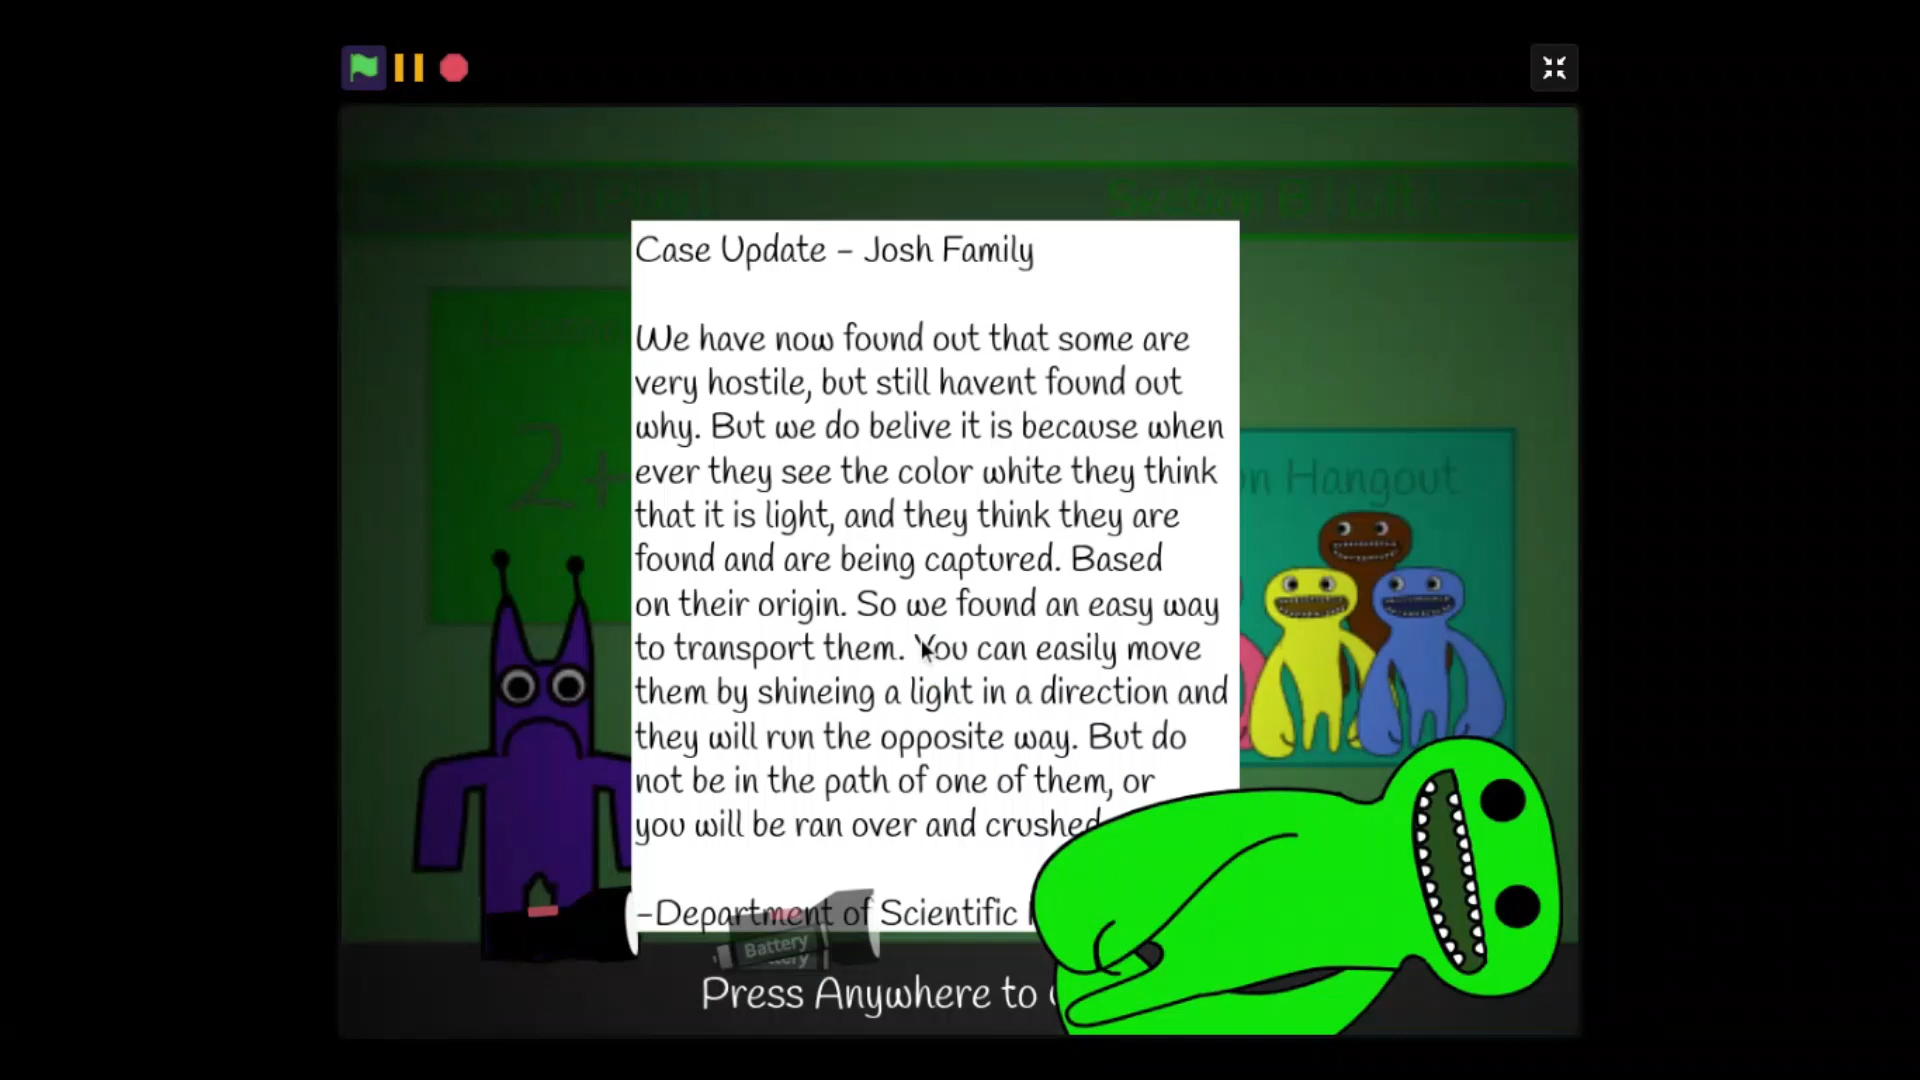 Section B (Left)
Case Update - Josh Family
We have now found out that some are
very hostile, but still havent found out
why. But we do belive it is because when
ever they see the color white they think
that it is light, and they think they are
found and are being captured. Based
on their origin. So we found an easy way
to transport them. You can easily move
them by shineing a light in a direction and
they will run the opposite way. But do
not be in the path of one of them, or
you will be ran over and crushed
-Department of Scientific
2+
Hangout
Battery
Press Anywhere to